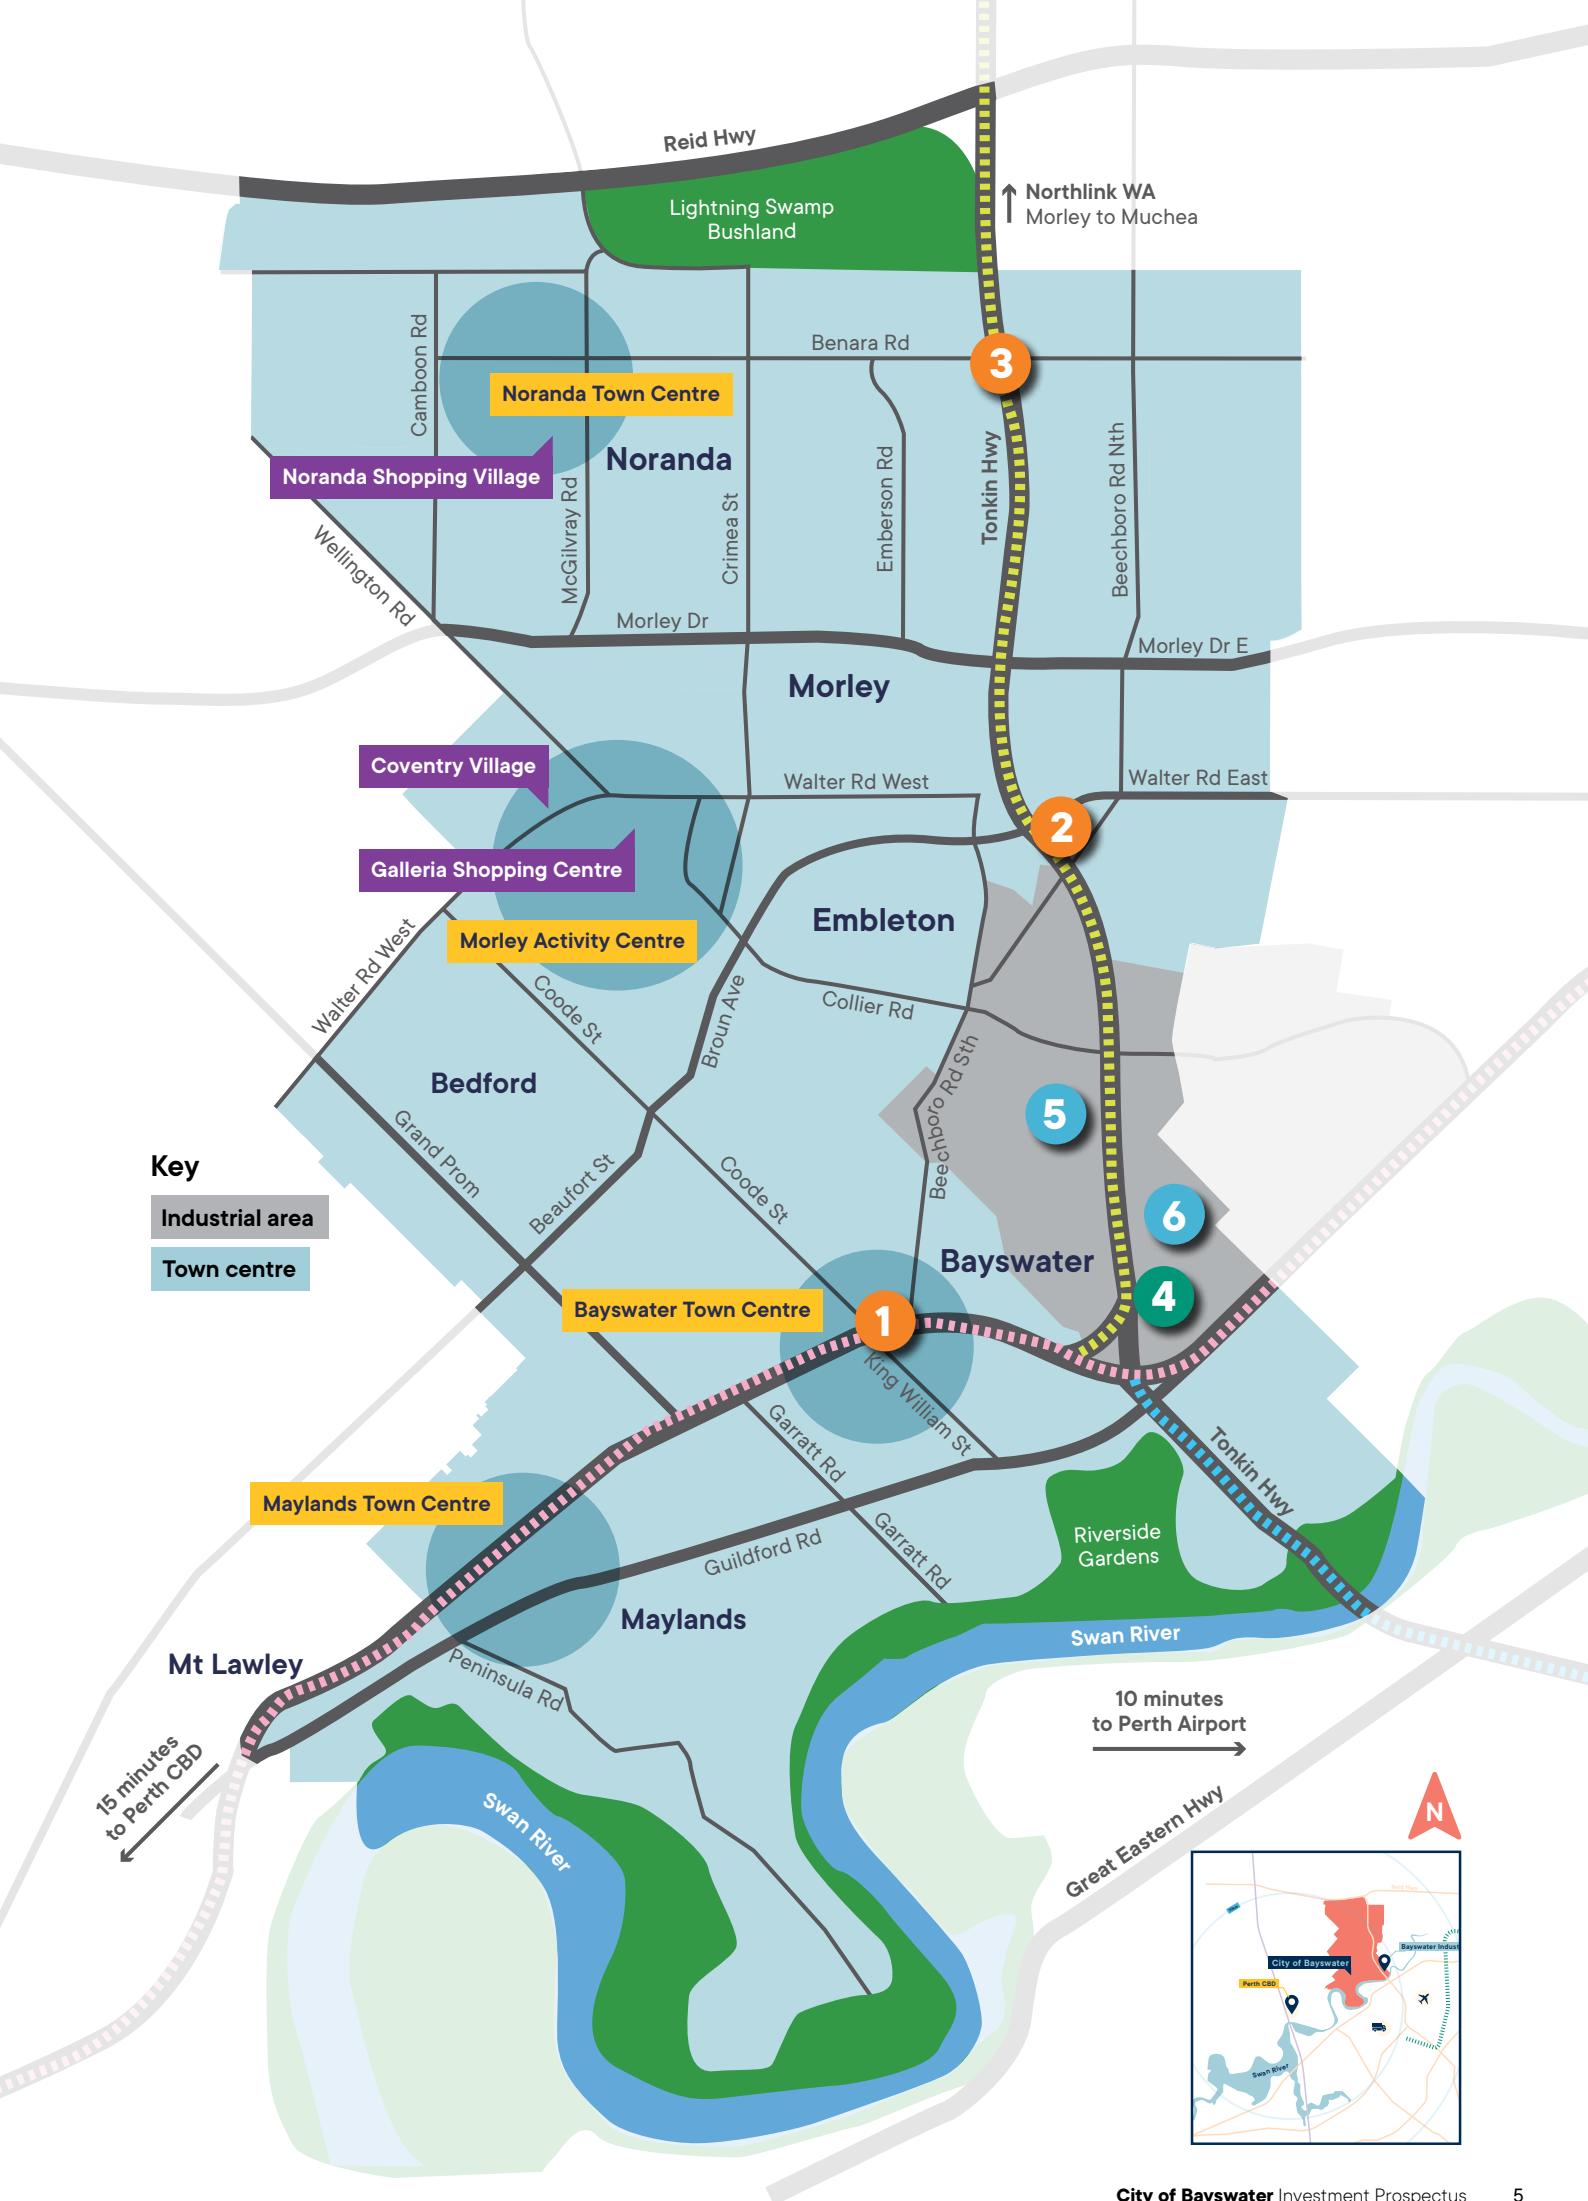 Reid Hwy
Northlink WA
Morley to Muchea
Lightning Swamp
Bushland
Camboon Rd
Benara Rd
3
Noranda Town Centre
Noranda
Noranda Shopping Village
McGilvray Rd
Crimea St
Emberson Rd
Tonkin Hwy
Beechboro Rd Nth
Wellington Rd
Morley Dr
Morley Dr E
Morley
Coventry Village
Walter Rd West
Walter Rd East
2
Galleria Shopping Centre
Morley Activity Centre
Embleton
Walter Rd West
Coode St
Broun Ave
Collier Rd
Beechboro Rd Sth
Bedford
5
Grand Prom
Key
Industrial area
Town centre
Beaufort St
Coode St
6
Bayswater
4
Bayswater Town Centre
1
King William St
Garratt Rd
Tonkin Hwy
Maylands Town Centre
Guildford Rd
Garratt Rd
Riverside
Gardens
Maylands
Swan River
Mt Lawley
Peninsula Rd
15 minutes
to Perth CBD
10 minutes
to Perth Airport
Swan River
Great Eastern Hwy
N
Reid Hwy
Bayswater Indust
City of Bayswater
Perth CBD
Swan River
City of Bayswater Investment Prospectus 5